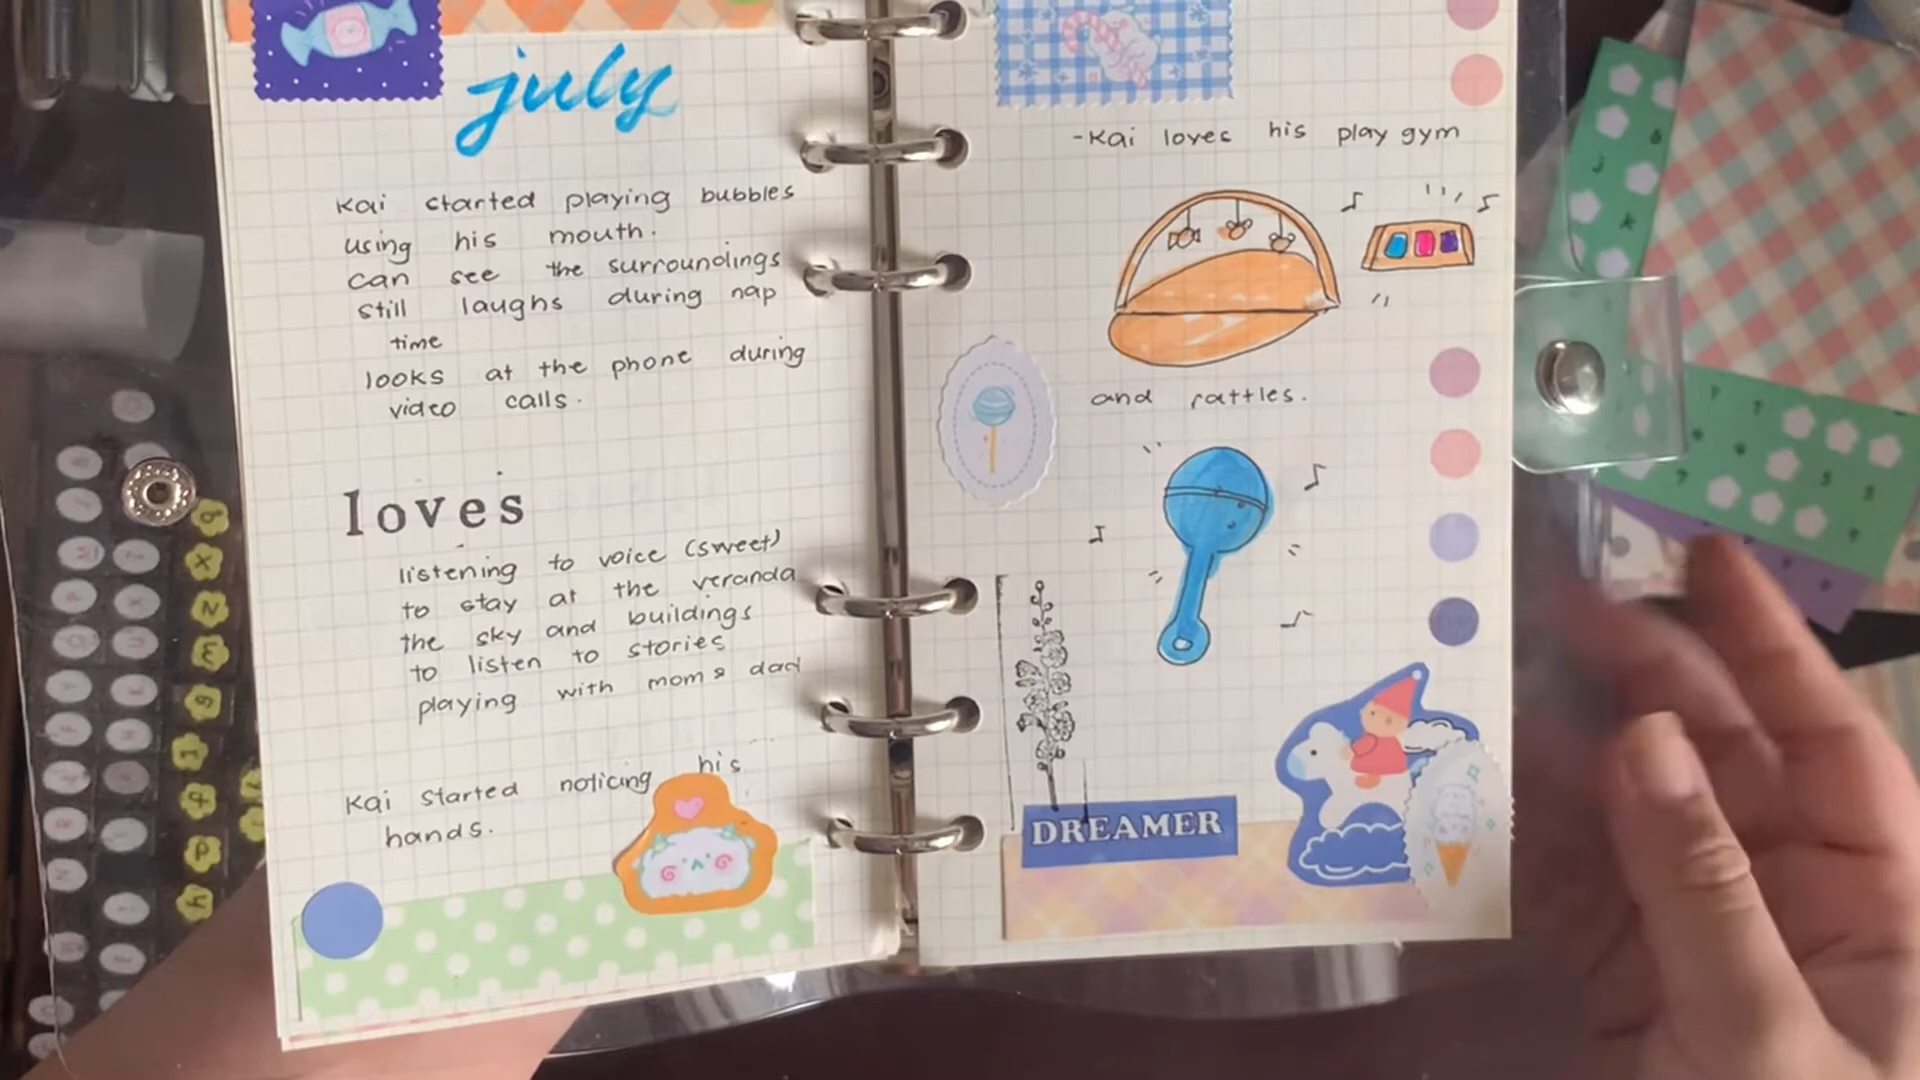 july
Kai started playing bubbles
using his mouth.
can see the surroundings
still laughs during nap
time
looks at the phone during
video calls.
loves
listening to voice (sweet)
to stay at the veranda
the sky and buildings
to listen to stories
playing with mom & dad
Kai started noticing his
hands.
-Kai loves his play gym
and rattles.
DREAMER